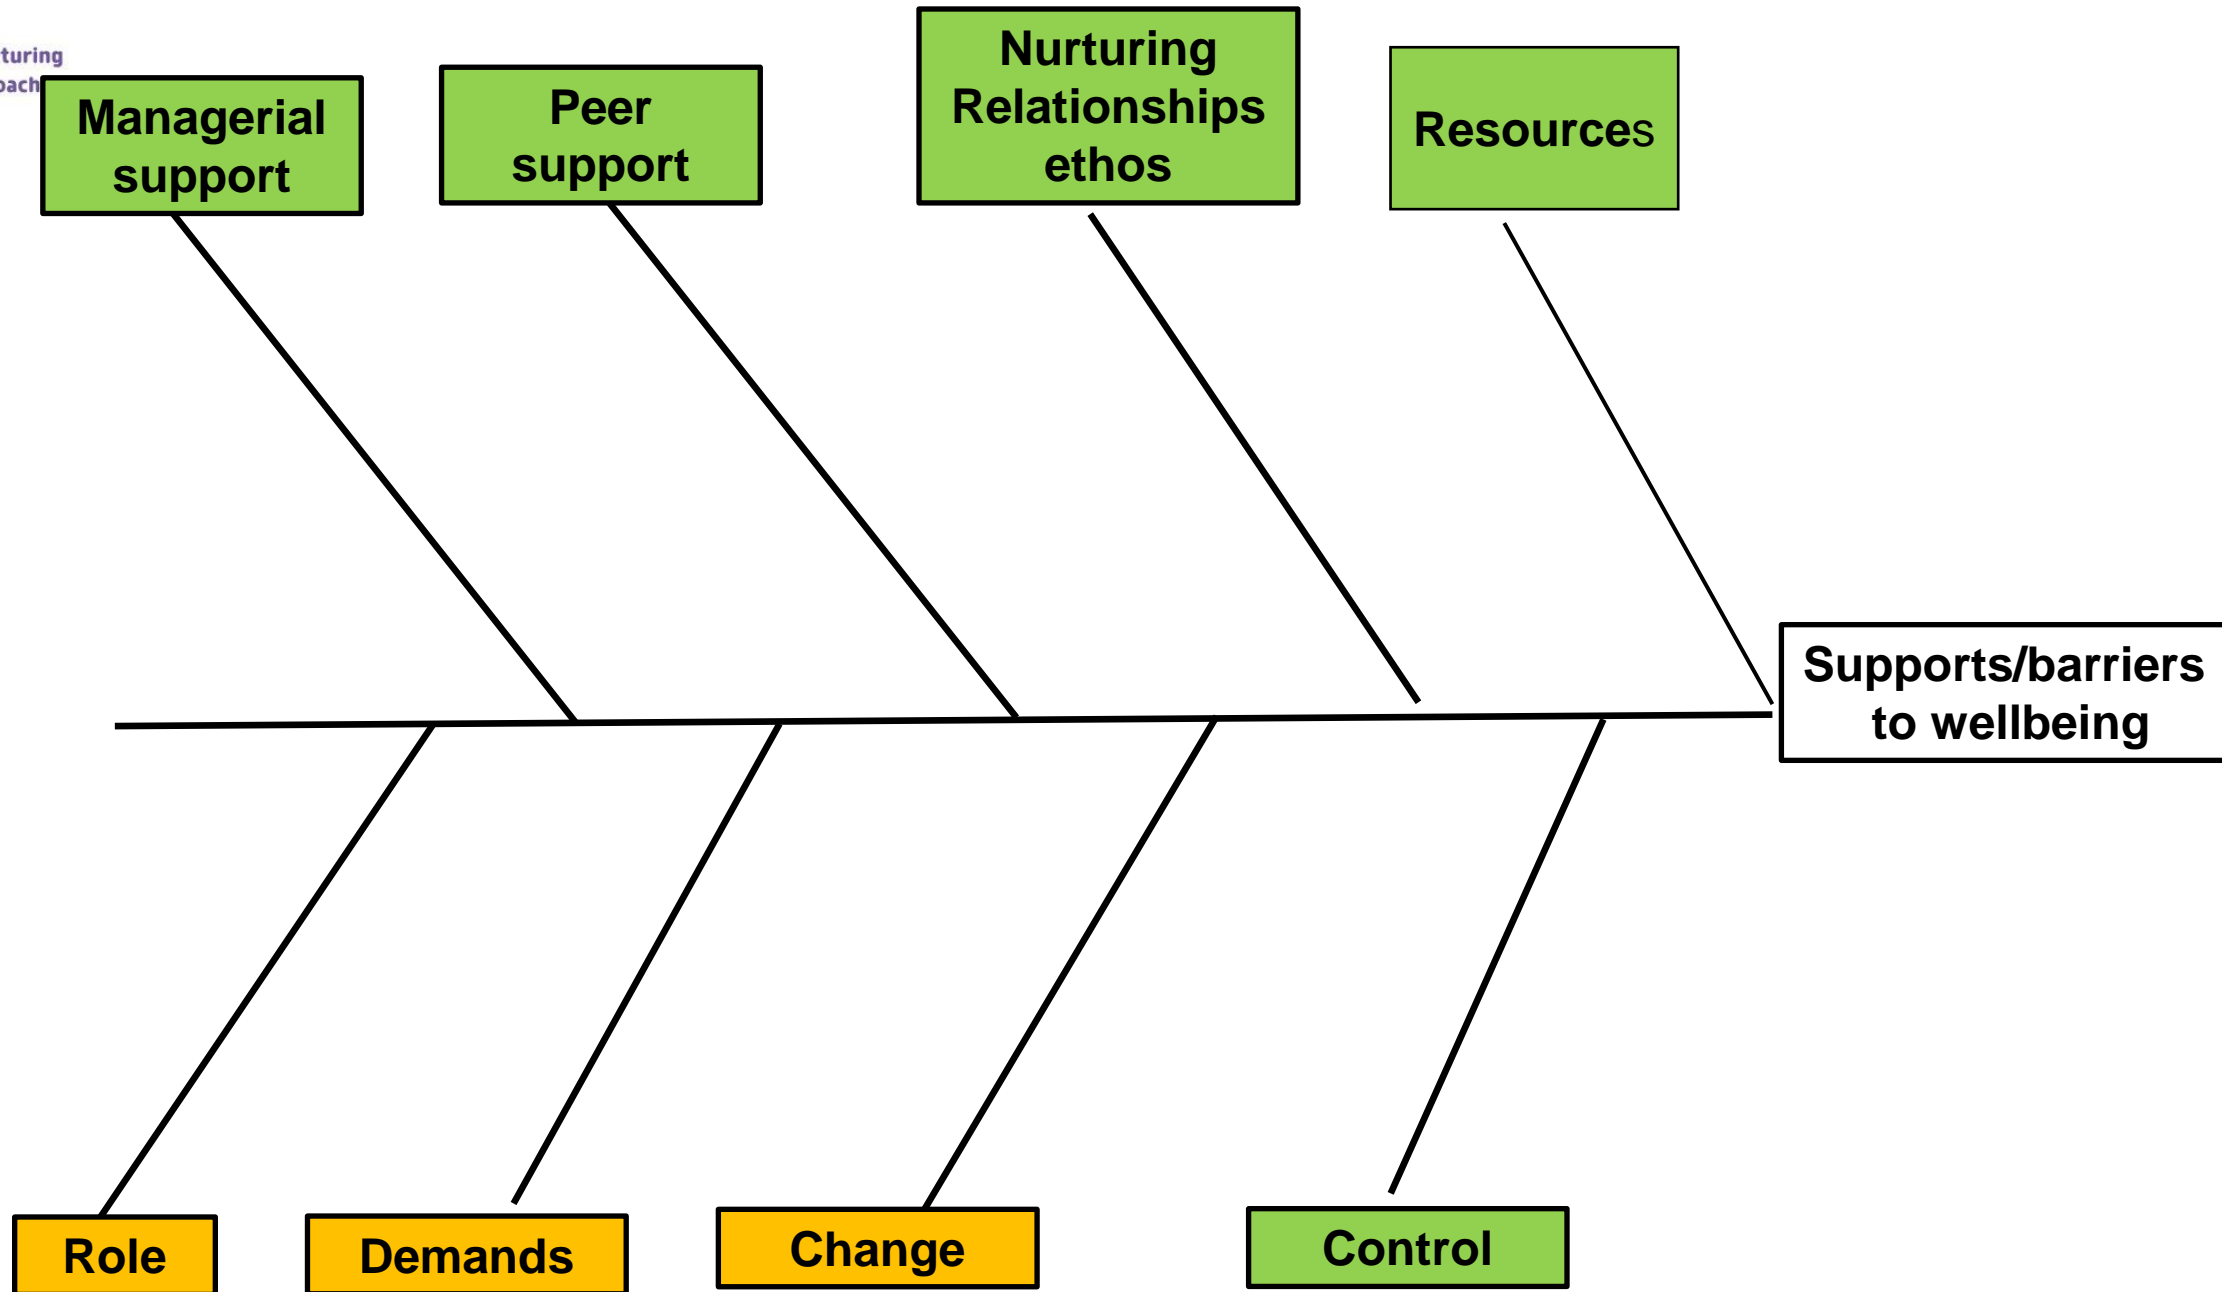 Managerial
support
Peer
support
Nurturing
Relationships
ethos
Resources
Supports/barriers
to wellbeing
Role
Demands
Change
Control